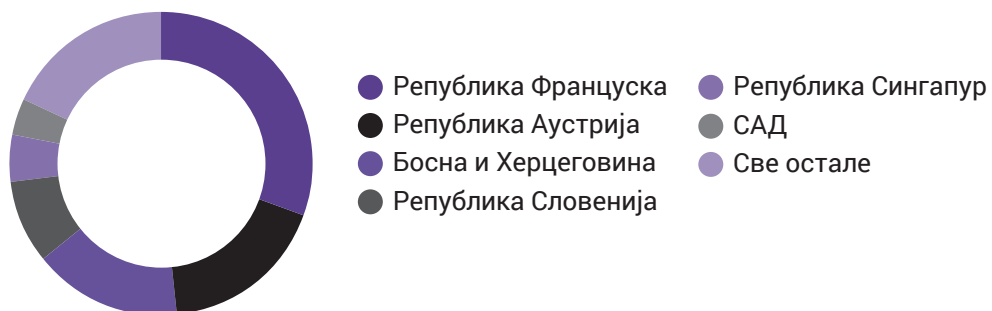 Република Француска
Република Аустрија
Босна и Херцеговина
Република Словенија
Република Сингапур
САД
Све остале